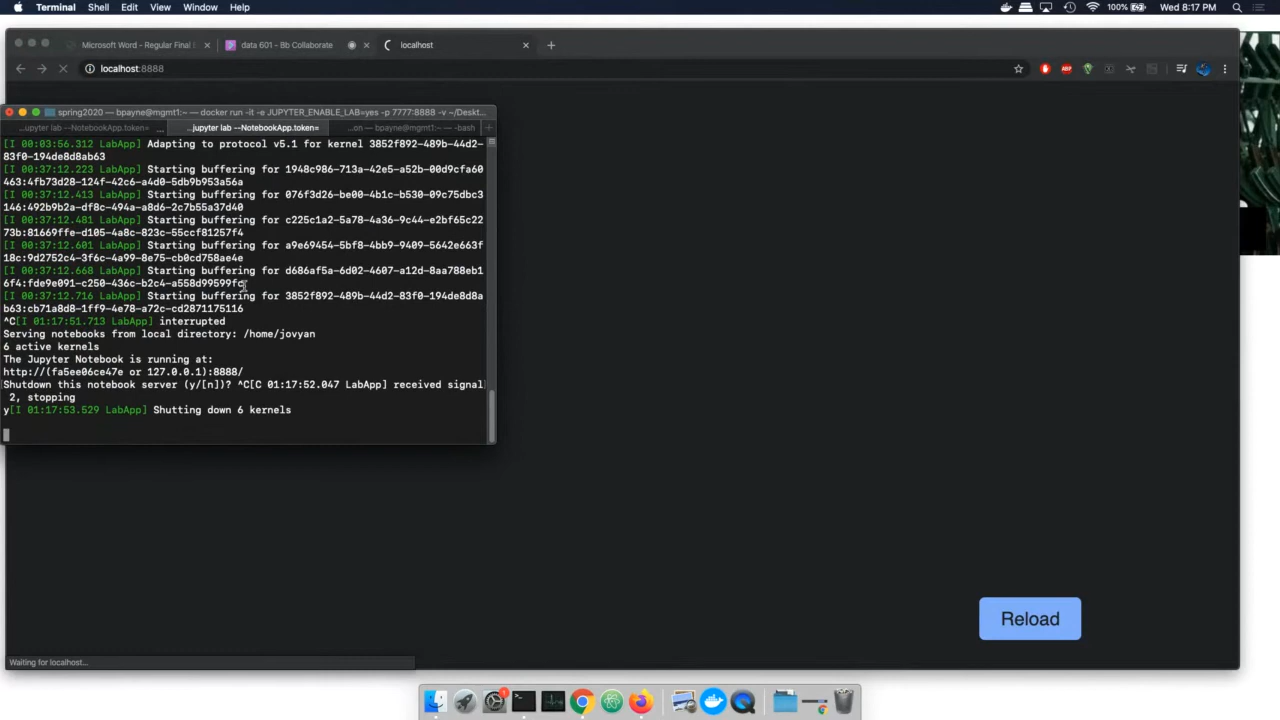 Terminal Shell Edit View Window Help 100% Wed 8:17 PM
Microsoft Word - Regular Final data 601 - Bb Collaborate localhost
localhost:8888
spring2020 — bpayne@mgmt1:~ — docker run -it -e JUPYTER_ENABLE_LAB=yes -p 7777:8888 -v ~/Deskt...
...upyter lab --NotebookApp.token= ... ...jupyter lab --NotebookApp.token= ...on — bpayne@mgmt1:~ — -bash
[I 00:03:56.312 LabApp] Adapting to protocol v5.1 for kernel 3852f892-489b-44d2-
83f0-194de8d8ab63
[I 00:37:12.223 LabApp] Starting buffering for 1948c986-713a-42e5-a52b-00d9cfa60
463:4fb73d28-124f-42c6-a4d0-5db9b953a56a
[I 00:37:12.413 LabApp] Starting buffering for 076f3d26-be00-4b1c-b530-09c75dbc3
146:492b9b2a-df8c-494a-a8d6-2c7b55a37d40
[I 00:37:12.481 LabApp] Starting buffering for c225c1a2-5a78-4a36-9c44-e2bf65c22
73b:81669ffe-d105-4a8c-823c-55ccf81257f4
[I 00:37:12.601 LabApp] Starting buffering for a9e69454-5bf8-4bb9-9409-5642e663f
18c:9d2752c4-3f6c-4a99-8e75-cb0cd758ae4e
[I 00:37:12.668 LabApp] Starting buffering for d686af5a-6d02-4607-a12d-8aa788eb1
6f4:fde9e091-c250-436c-b2c4-a558d99599fc
[I 00:37:12.716 LabApp] Starting buffering for 3852f892-489b-44d2-83f0-194de8d8a
b63:cb71a8d8-1ff9-4e78-a72c-cd2871175116
^C[I 01:17:51.713 LabApp] interrupted
Serving notebooks from local directory: /home/jovyan
6 active kernels
The Jupyter Notebook is running at:
http://(fa5ee06ce47e or 127.0.0.1):8888/
Shutdown this notebook server (y/[n])? ^C[C 01:17:52.047 LabApp] received signal
2, stopping
y[I 01:17:53.529 LabApp] Shutting down 6 kernels
Reload
Waiting for localhost...